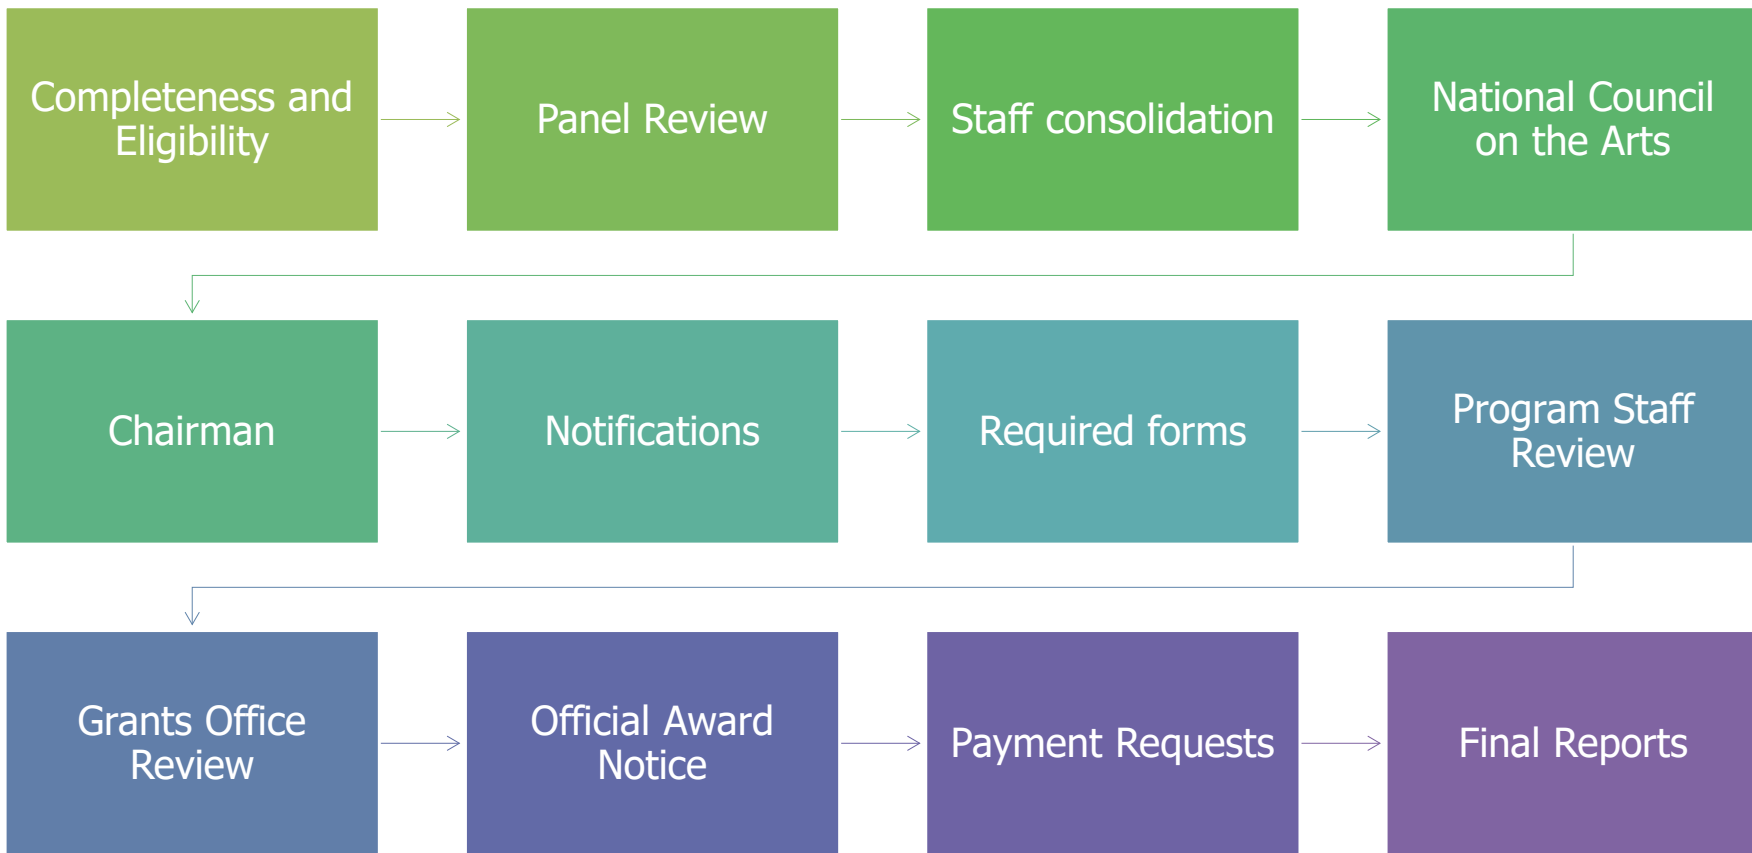 Completeness and
Eligibility
Panel Review
Staff consolidation
National Council
on the Arts
Chairman
Notifications
Required forms
Program Staff
Review
Grants Office
Review
Official Award
Notice
Payment Requests
Final Reports